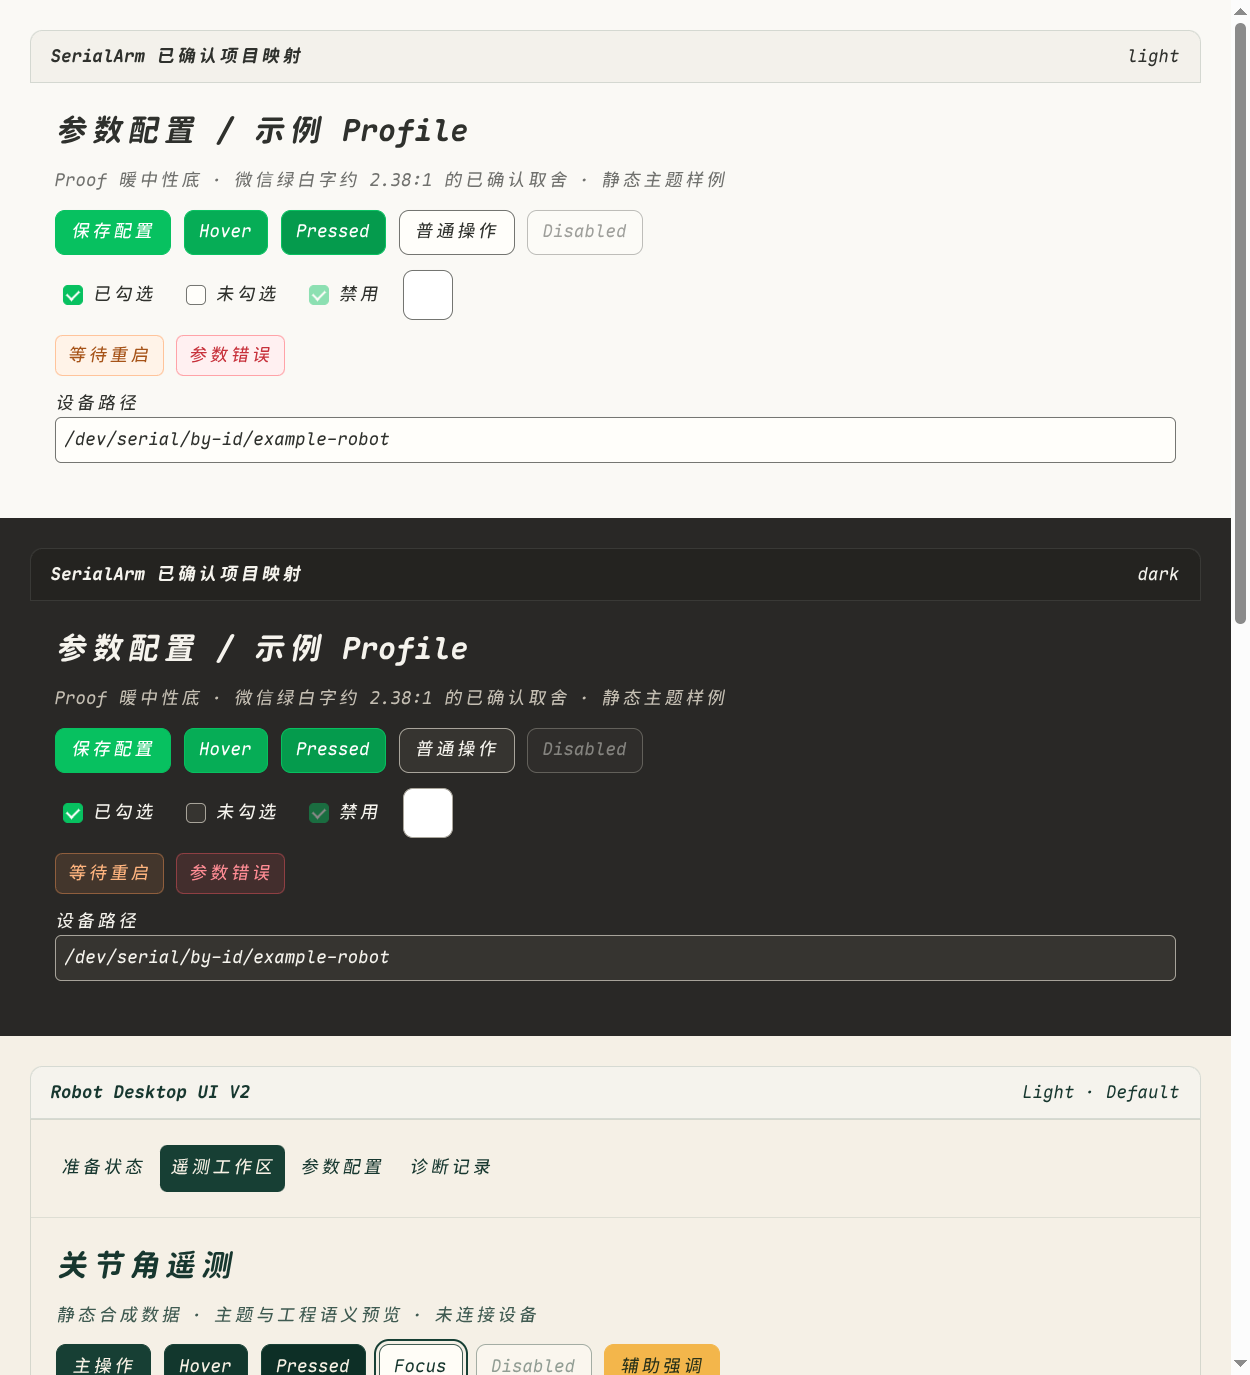 SerialArm 已确认项目映射 light
参数配置 / 示例 Profile
Proof 暖中性底 · 微信绿白字约 2.38:1 的已确认取舍 · 静态主题样例
保存配置 Hover Pressed 普通操作 Disabled
已勾选 未勾选 禁用
等待重启 参数错误
设备路径
/dev/serial/by-id/example-robot
SerialArm 已确认项目映射 dark
参数配置 / 示例 Profile
Proof 暖中性底 · 微信绿白字约 2.38:1 的已确认取舍 · 静态主题样例
保存配置 Hover Pressed 普通操作 Disabled
已勾选 未勾选 禁用
等待重启 参数错误
设备路径
/dev/serial/by-id/example-robot
Robot Desktop UI V2 Light · Default
准备状态 遥测工作区 参数配置 诊断记录
关节角遥测
静态合成数据 · 主题与工程语义预览 · 未连接设备
主操作 Hover Pressed Focus Disabled 辅助强调